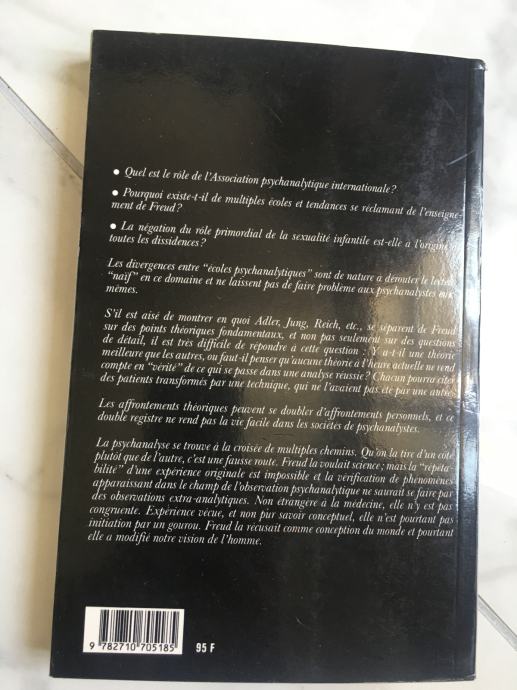 • Quel est le rôle de l'Association psychanalytique internationale ?
• Pourquoi existe-t-il de multiples écoles et tendances se réclamant de l'enseigne-
ment de Freud ?
• La négation du rôle primordial de la sexualité infantile est-elle à l'origine
toutes les dissidences ?
Les divergences entre "écoles psychanalytiques" sont de nature à dérouter le
"naïf" en ce domaine et ne laissent pas de faire problème aux psychanalystes eux-
mêmes.
S'il est aisé de montrer en quoi Adler, Jung, Reich, etc., se séparent de Freud
sur des points théoriques fondamentaux, et non pas seulement sur des questions
de détail, il est très difficile de répondre à cette question : Y a-t-il une théorie
meilleure que les autres, ou faut-il penser qu'aucune théorie à l'heure actuelle ne rend
compte en "vérité" de ce qui se passe dans une analyse réussie ? Chacun pourra citer
des patients transformés par une technique, qui ne l'avaient pas été par une autre.
Les affrontements théoriques peuvent se doubler d'affrontements personnels, et ce
double registre ne rend pas la vie facile dans les sociétés de psychanalystes.
La psychanalyse se trouve à la croisée de multiples chemins. Qu'on la tire d'un côté
plutôt que de l'autre, c'est une fausse route. Freud la voulait science ; mais la "répéta-
bilité" d'une expérience originale est impossible et la vérification de phénomènes
apparaissant dans le champ de l'observation psychanalytique ne saurait se faire par
des observations extra-analytiques. Non étrangère à la médecine, elle n'y est pas
congruente. Expérience vécue, et non pur savoir conceptuel, elle n'est pourtant pas
initiation par un gourou. Freud la récusait comme conception du monde et pourtant
elle a modifié notre vision de l'homme.
9 782710 705185
95 F